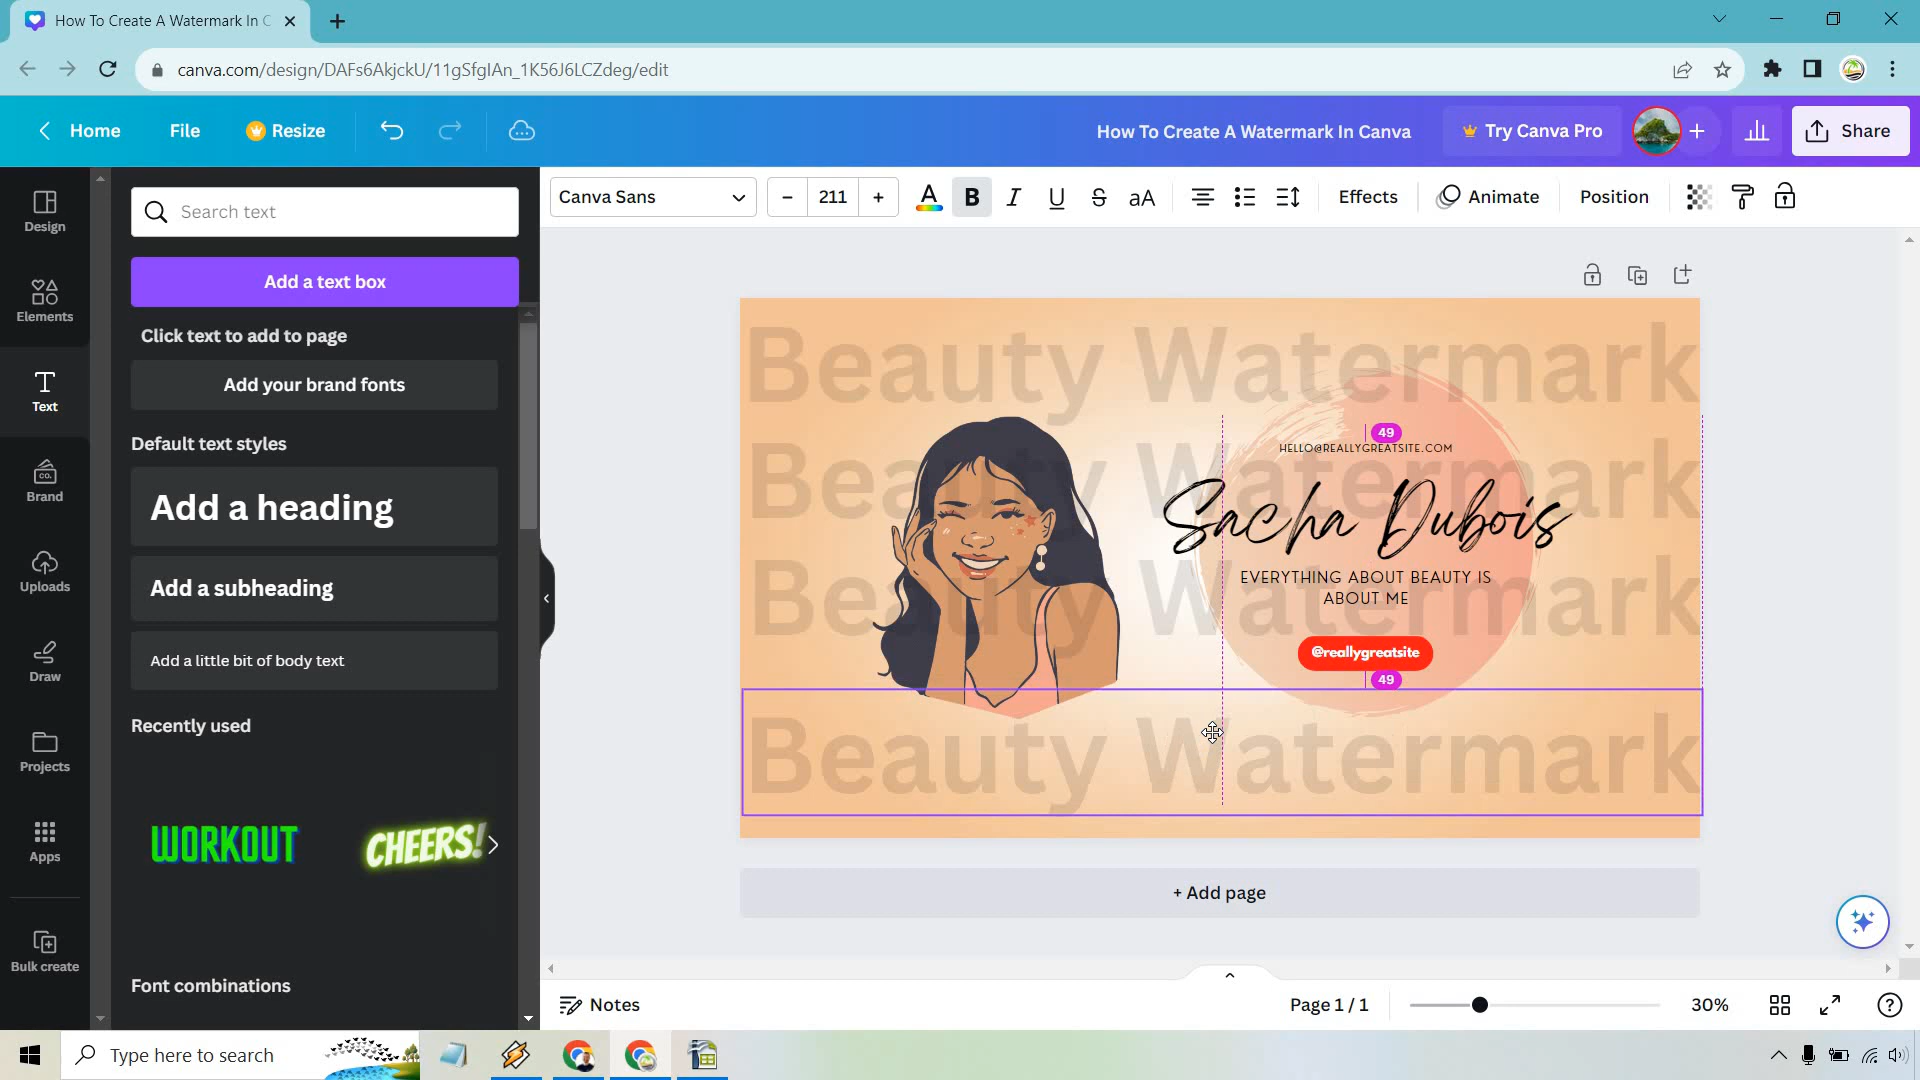 How To Create A Watermark In C
canva.com/design/DAFs6AkjckU/11gSfgIAn_1K56J6LCZdeg/edit
Home File Resize How To Create A Watermark In Canva Try Canva Pro Share
Design
Elements
Text
Brand
Uploads
Draw
Projects
Apps
Bulk create
Search text
Add a text box
Click text to add to page
Add your brand fonts
Default text styles
Add a heading
Add a subheading
Add a little bit of body text
Recently used
WORKOUT CHEERS!
Font combinations
Canva Sans – 211 + A B I U S aA Effects Animate Position
Beauty Watermark
49
HELLO@REALLYGREATSITE.COM
Beauty Watermark
Sacha Dubois
EVERYTHING ABOUT BEAUTY IS
ABOUT ME
Beauty Watermark
@reallygreatsite
49
Beauty Watermark
+ Add page
Notes Page 1 / 1 30%
Type here to search